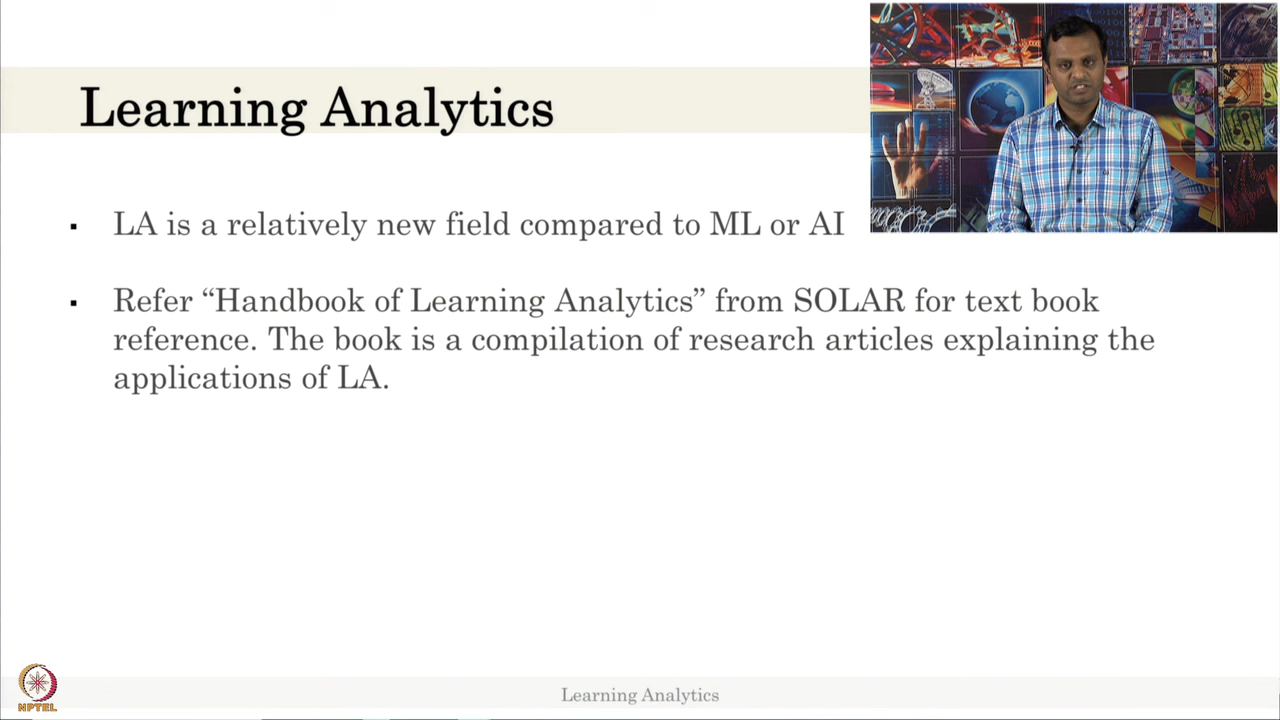 Learning Analytics
▪ LA is a relatively new field compared to ML or AI
▪ Refer “Handbook of Learning Analytics” from SOLAR for text book
reference. The book is a compilation of research articles explaining the
applications of LA.
NPTEL
Learning Analytics